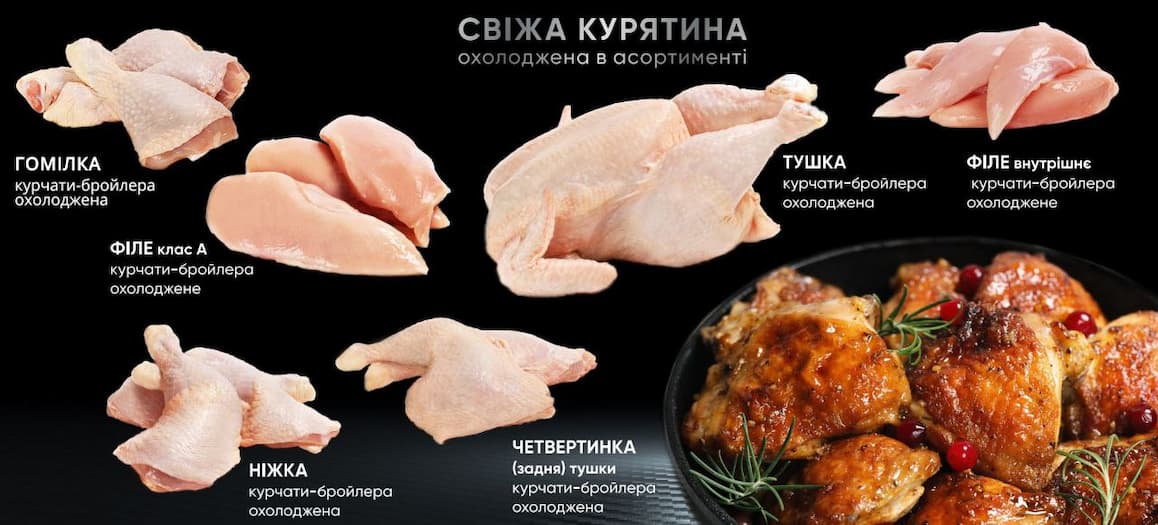 СВІЖА КУРЯТИНА
охолоджена в асортименті
ГОМІЛКА
курчати-бройлера
охолоджена
ФІЛЕ клас А
курчати-бройлера
охолоджене
ТУШКА
курчати-бройлера
охолоджена
ФІЛЕ внутрішнє
курчати-бройлера
охолоджене
НІЖКА
курчати-бройлера
охолоджена
ЧЕТВЕРТИНКА
(задня) тушки
курчати-бройлера
охолоджена